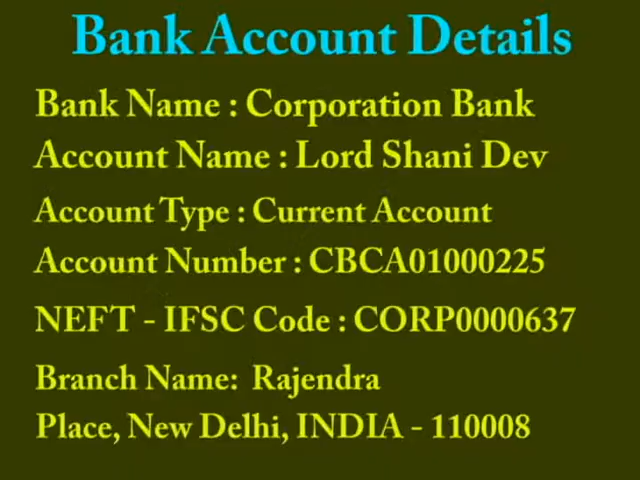 Bank Account Details
Bank Name : Corporation Bank
Account Name : Lord Shani Dev
Account Type : Current Account
Account Number : CBCA01000225
NEFT - IFSC Code : CORP0000637
Branch Name: Rajendra
Place, New Delhi, INDIA - 110008